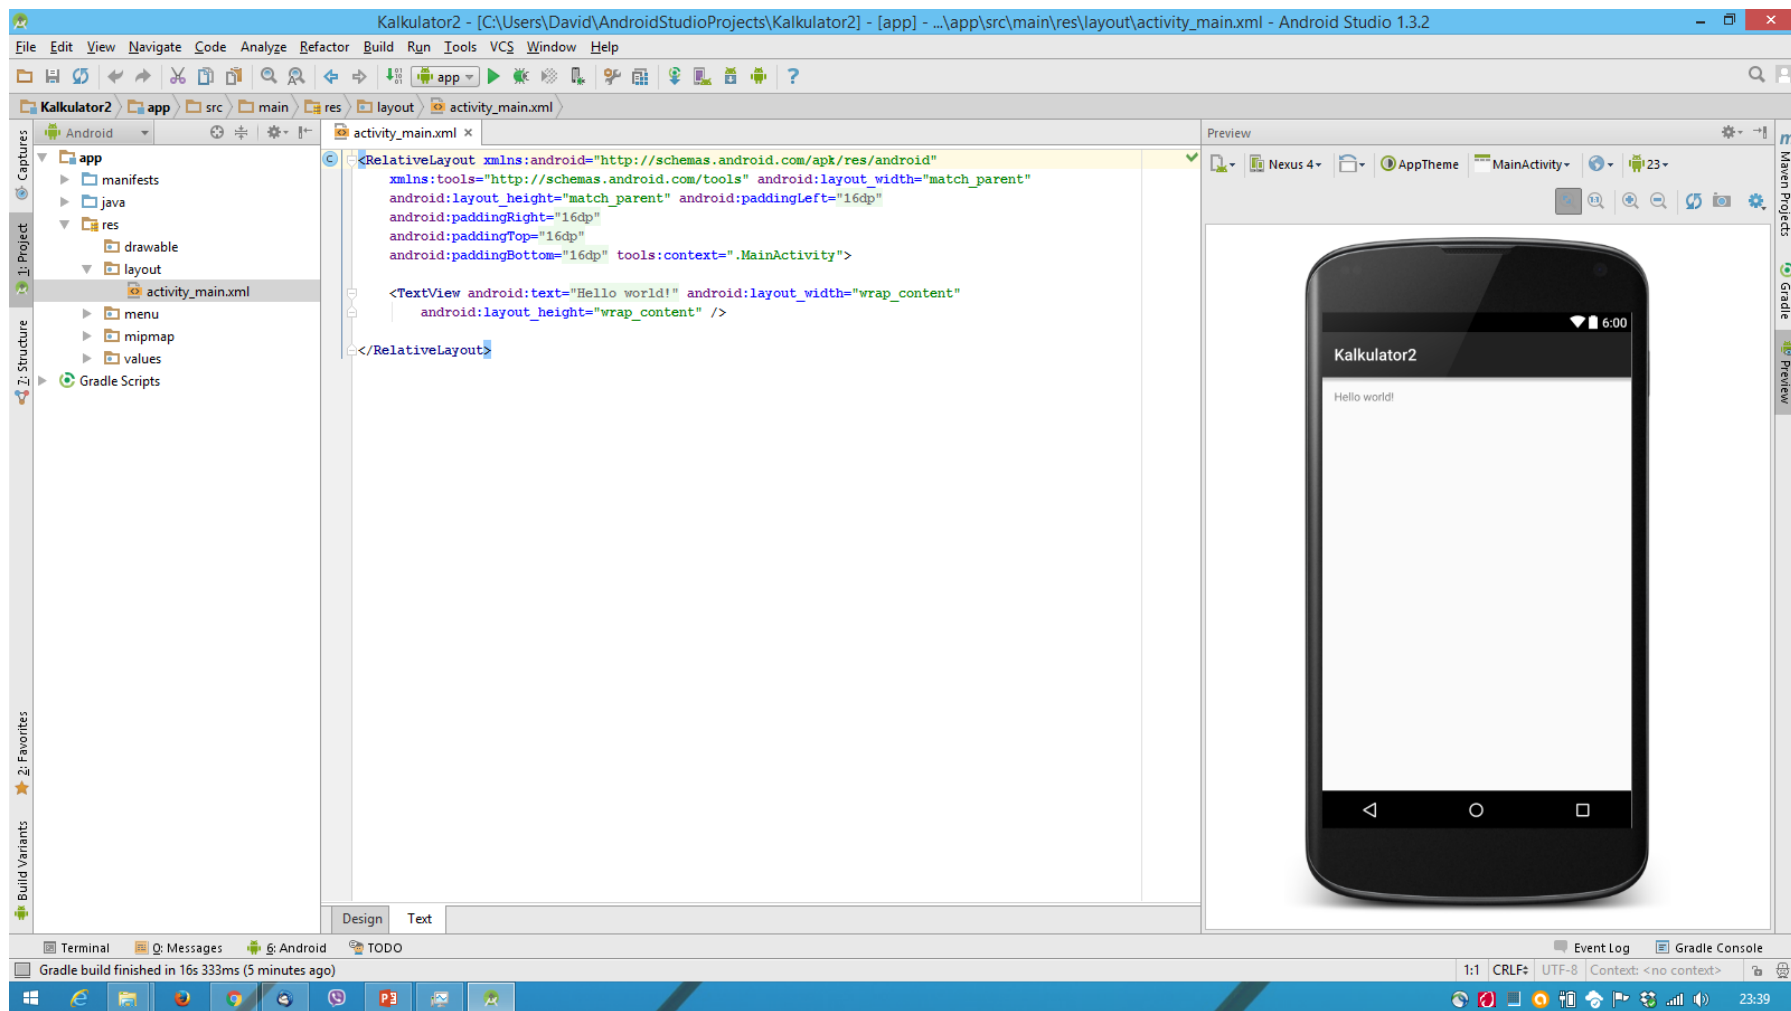 Kalkulator2 - [C:\Users\David\AndroidStudioProjects\Kalkulator2] - [app] - ...\app\src\main\res\layout\activity_main.xml - Android Studio 1.3.2
File Edit View Navigate Code Analyze Refactor Build Run Tools VCS Window Help
app
Kalkulator2 app src main res layout activity_main.xml
Android
activity_main.xml
Preview
Captures
1: Project
7: Structure
2: Favorites
Build Variants
app
manifests
java
res
drawable
layout
activity_main.xml
menu
mipmap
values
Gradle Scripts
<RelativeLayout xmlns:android="http://schemas.android.com/apk/res/android"
xmlns:tools="http://schemas.android.com/tools" android:layout_width="match_parent"
android:layout_height="match_parent" android:paddingLeft="16dp"
android:paddingRight="16dp"
android:paddingTop="16dp"
android:paddingBottom="16dp" tools:context=".MainActivity">
<TextView android:text="Hello world!" android:layout_width="wrap_content"
android:layout_height="wrap_content" />
</RelativeLayout>
Design Text
Nexus 4 AppTheme MainActivity 23
6:00
Kalkulator2
Hello world!
Maven Projects
Gradle
Preview
Terminal 0: Messages 6: Android TODO
Event Log Gradle Console
Gradle build finished in 16s 333ms (5 minutes ago)
1:1 CRLF UTF-8 Context: <no context>
23:39